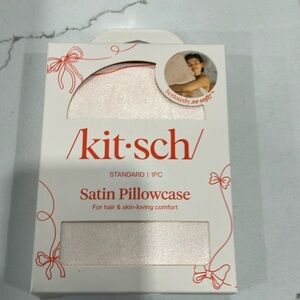 Seriously so soft!
/kit•sch/
STANDARD | 1PC
Satin Pillowcase
For hair & skin-loving comfort